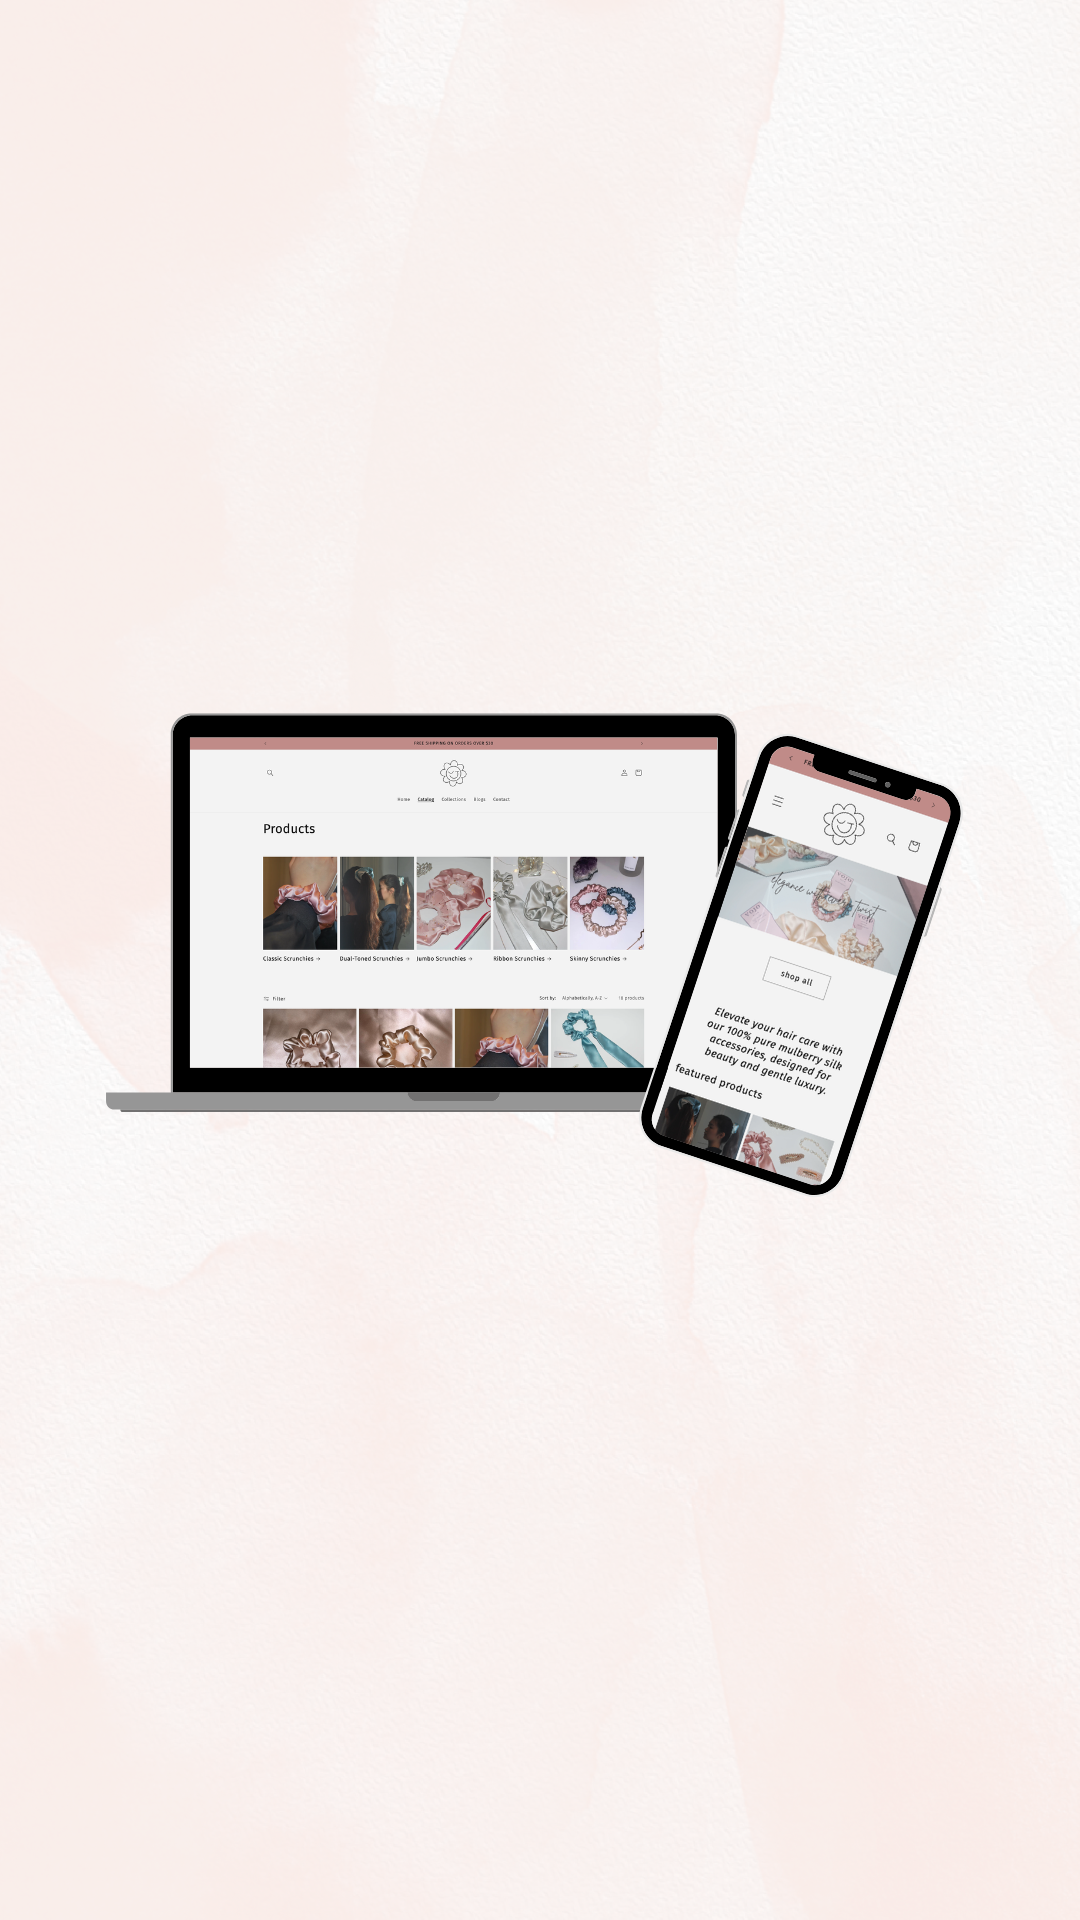 FREE SHIPPING ON ORDERS OVER $30
Home Catalog Collections Blogs Contact
Products
Classic Scrunchies →
Dual-Toned Scrunchies →
Jumbo Scrunchies →
Ribbon Scrunchies →
Skinny Scrunchies →
Filter
Sort by: Alphabetically, A-Z
18 products
elegance
twist
shop all
Elevate your hair care with
our 100% pure mulberry silk
accessories, designed for
beauty and gentle luxury.
featured products